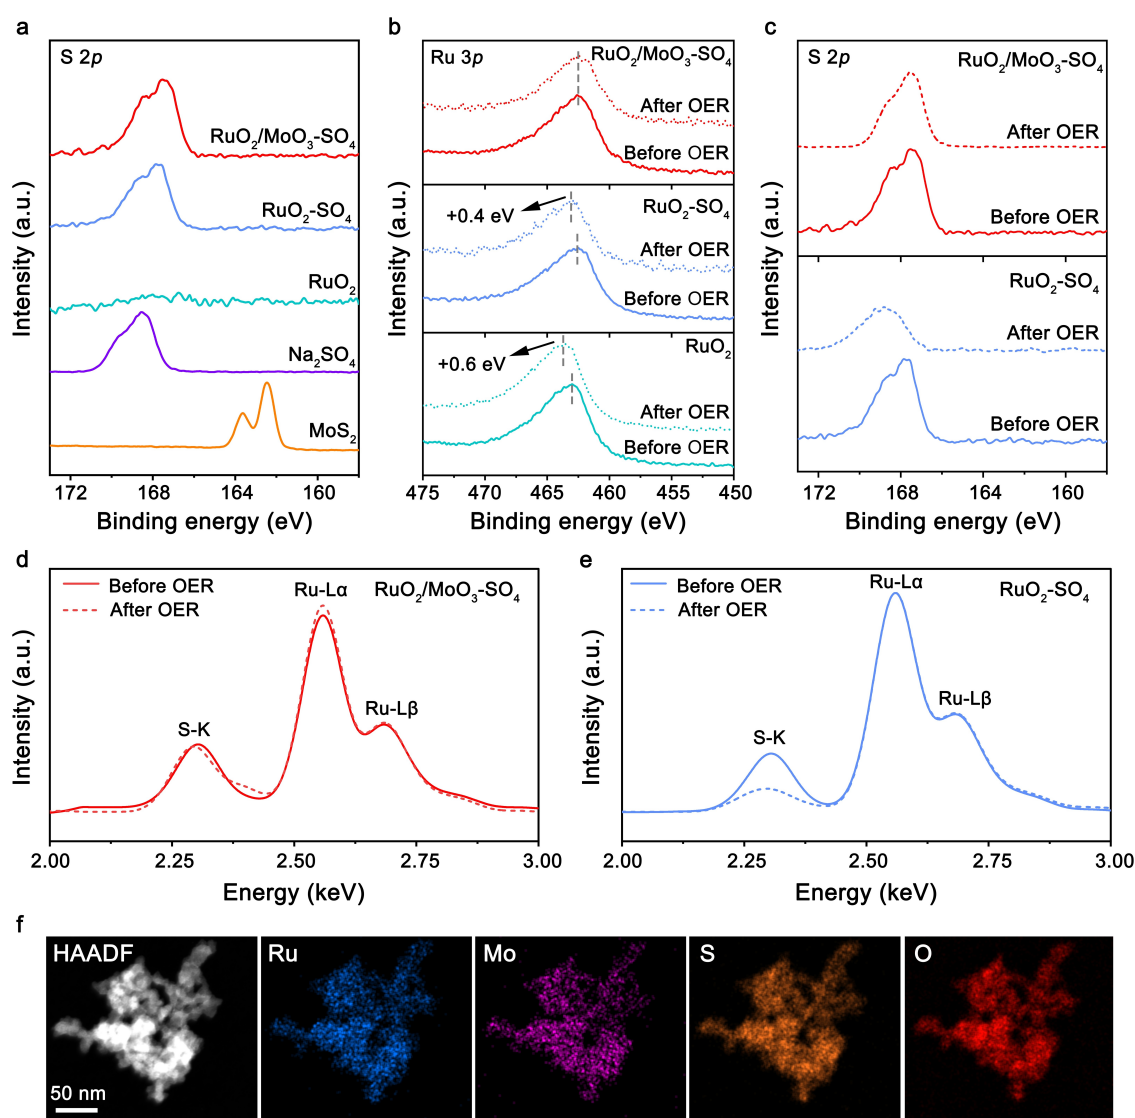 a
S 2p
RuO₂/MoO₃-SO₄
RuO₂-SO₄
RuO₂
Na₂SO₄
MoS₂
172 168 164 160
Binding energy (eV)
Intensity (a.u.)
b
Ru 3p
RuO₂/MoO₃-SO₄
After OER
Before OER
+0.4 eV
RuO₂-SO₄
After OER
Before OER
RuO₂
+0.6 eV
After OER
Before OER
475 470 465 460 455 450
Binding energy (eV)
Intensity (a.u.)
c
S 2p
RuO₂/MoO₃-SO₄
After OER
Before OER
RuO₂-SO₄
After OER
Before OER
172 168 164 160
Binding energy (eV)
Intensity (a.u.)
d
Before OER
After OER
RuO₂/MoO₃-SO₄
Ru-Lα
Ru-Lβ
S-K
2.00 2.25 2.50 2.75 3.00
Energy (keV)
Intensity (a.u.)
e
Before OER
After OER
RuO₂-SO₄
Ru-Lα
Ru-Lβ
S-K
2.00 2.25 2.50 2.75 3.00
Energy (keV)
Intensity (a.u.)
f
HAADF
50 nm
Ru
Mo
S
O